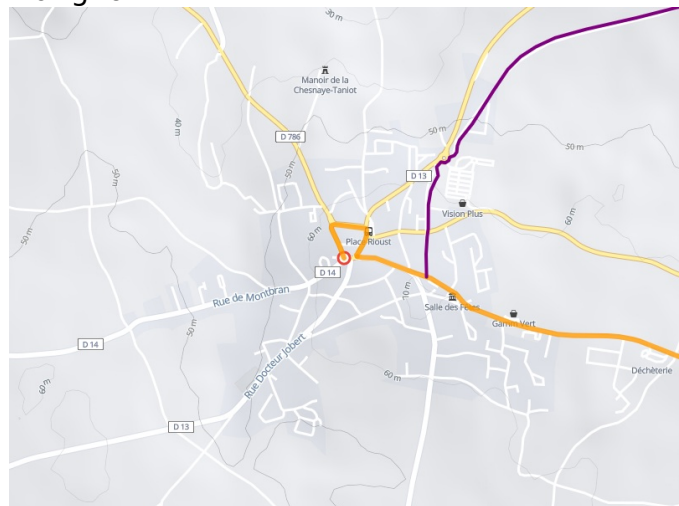 Manoir de la
Chesnaye-Taniot
40 m
D 786
50 m
50 m
50 m
D 13
50 m
Vision Plus
60 m
60 m
Place Rioust
50 m
D 14
Rue de Montbran
70 m
Salle des Fêtes
Gamm Vert
50 m
D 14
Rue Docteur Jobert
60 m
60 m
Déchèterie
D 13